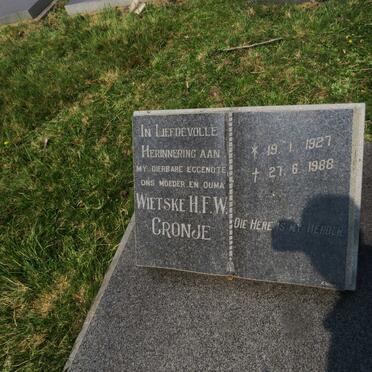 In Liefdevolle
Herinnering aan
my dierbare eggenote
ons moeder en ouma
Wietske H.F.W.
Cronje
* 19. 1. 1927
† 27. 6. 1988
Die Here is my Herder